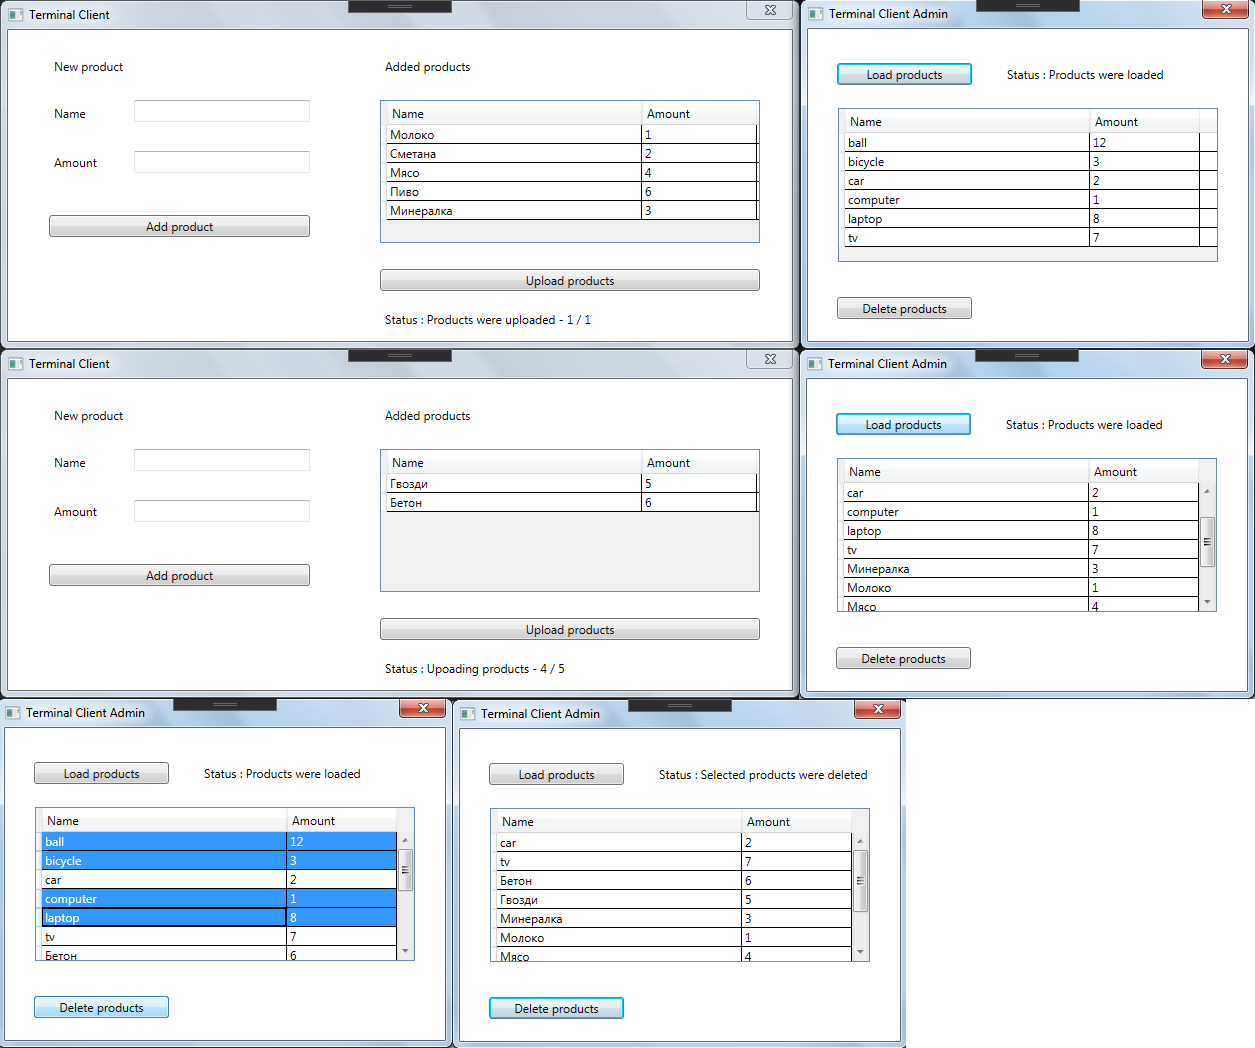 Terminal Client
New product
Added products
Name
Amount
Add product
Name Amount
Молоко 1
Сметана 2
Мясо 4
Пиво 6
Минералка 3
Upload products
Status : Products were uploaded - 1 / 1
Terminal Client Admin
Load products
Status : Products were loaded
Name Amount
ball 12
bicycle 3
car 2
computer 1
laptop 8
tv 7
Delete products
Terminal Client
New product
Added products
Name
Amount
Add product
Name Amount
Гвозди 5
Бетон 6
Upload products
Status : Upoading products - 4 / 5
Terminal Client Admin
Load products
Status : Products were loaded
Name Amount
car 2
computer 1
laptop 8
tv 7
Минералка 3
Молоко 1
Мясо 4
Delete products
Terminal Client Admin
Load products
Status : Products were loaded
Name Amount
ball 12
bicycle 3
car 2
computer 1
laptop 8
tv 7
Бетон 6
Delete products
Terminal Client Admin
Load products
Status : Selected products were deleted
Name Amount
car 2
tv 7
Бетон 6
Гвозди 5
Минералка 3
Молоко 1
Мясо 4
Delete products